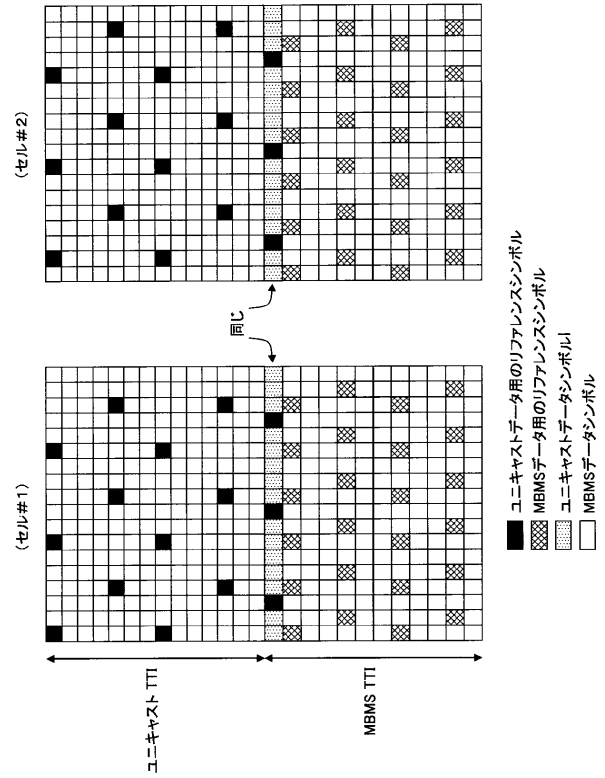 (セル#1)
(セル#2)
ユニキャスト TTI
MBMS TTI
同じ
ユニキャストデータ用のリファレンスシンボル
MBMSデータ用のリファレンスシンボル
ユニキャストデータシンボルl
MBMSデータシンボル